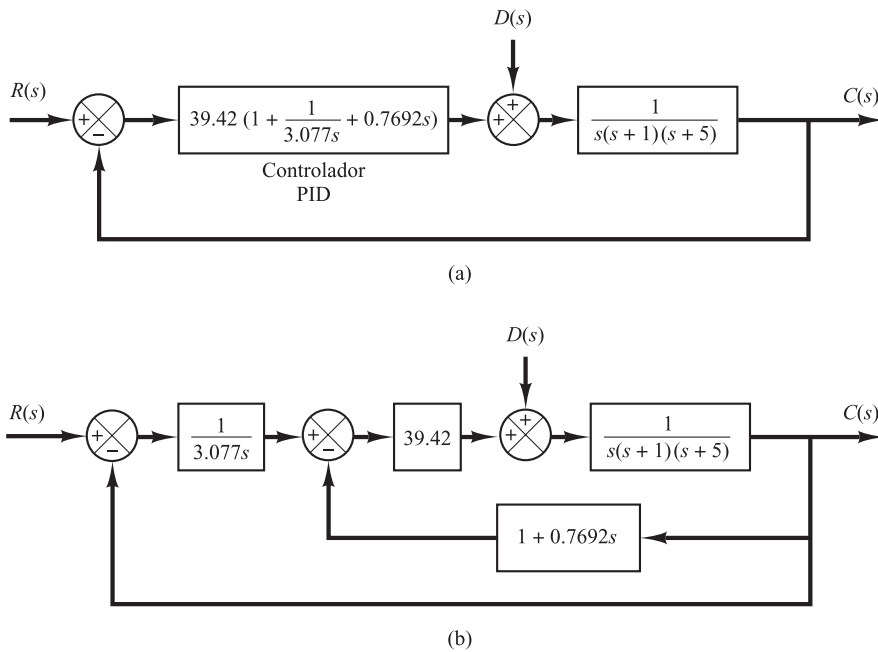 D(s)
R(s)
C(s)
39.42 (1 + 1/3.077s + 0.7692s)
1/s(s + 1)(s + 5)
+
−
+
+
Controlador
PID
(a)
D(s)
R(s)
C(s)
1/3.077s
39.42
1/s(s + 1)(s + 5)
+
−
+
−
+
+
1 + 0.7692s
(b)